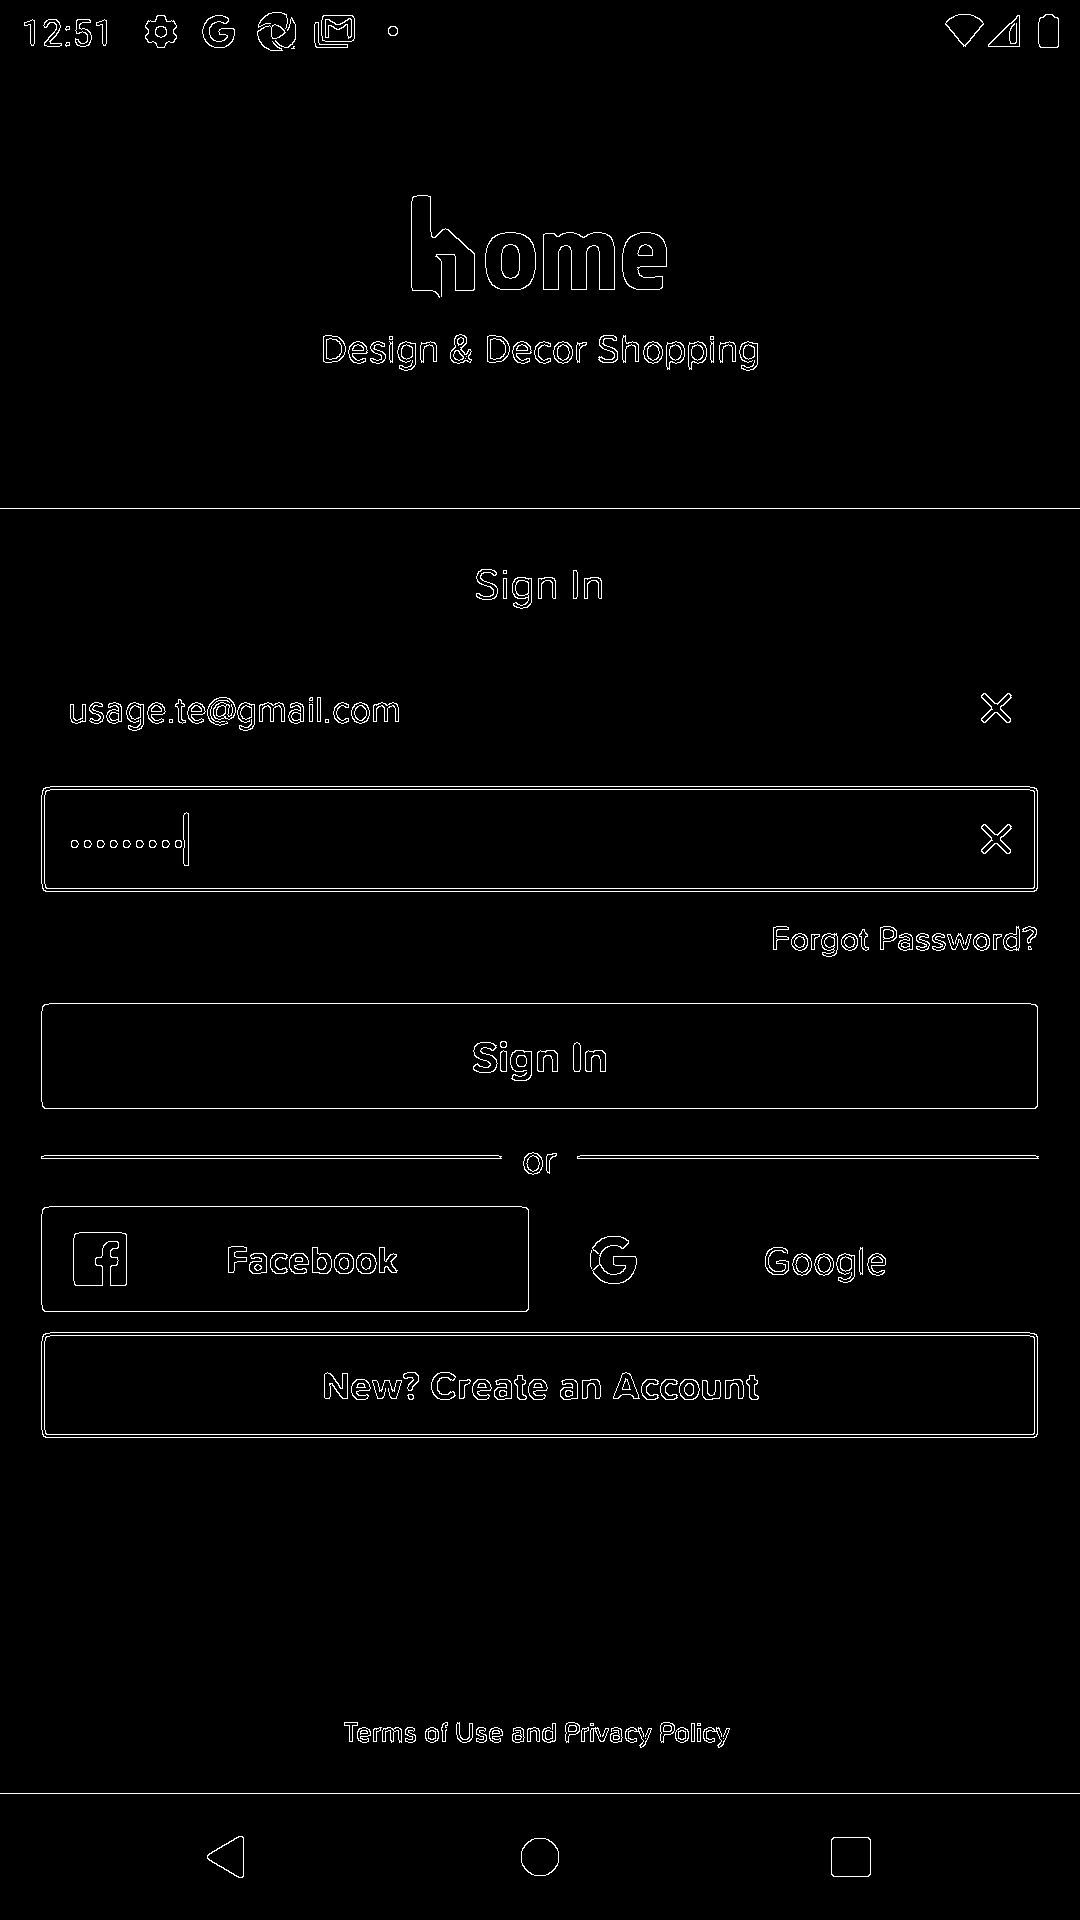 12:51
home
Design & Decor Shopping
Sign In
usage.te@gmail.com
Forgot Password?
Sign In
or
Facebook
Google
New? Create an Account
Terms of Use and Privacy Policy